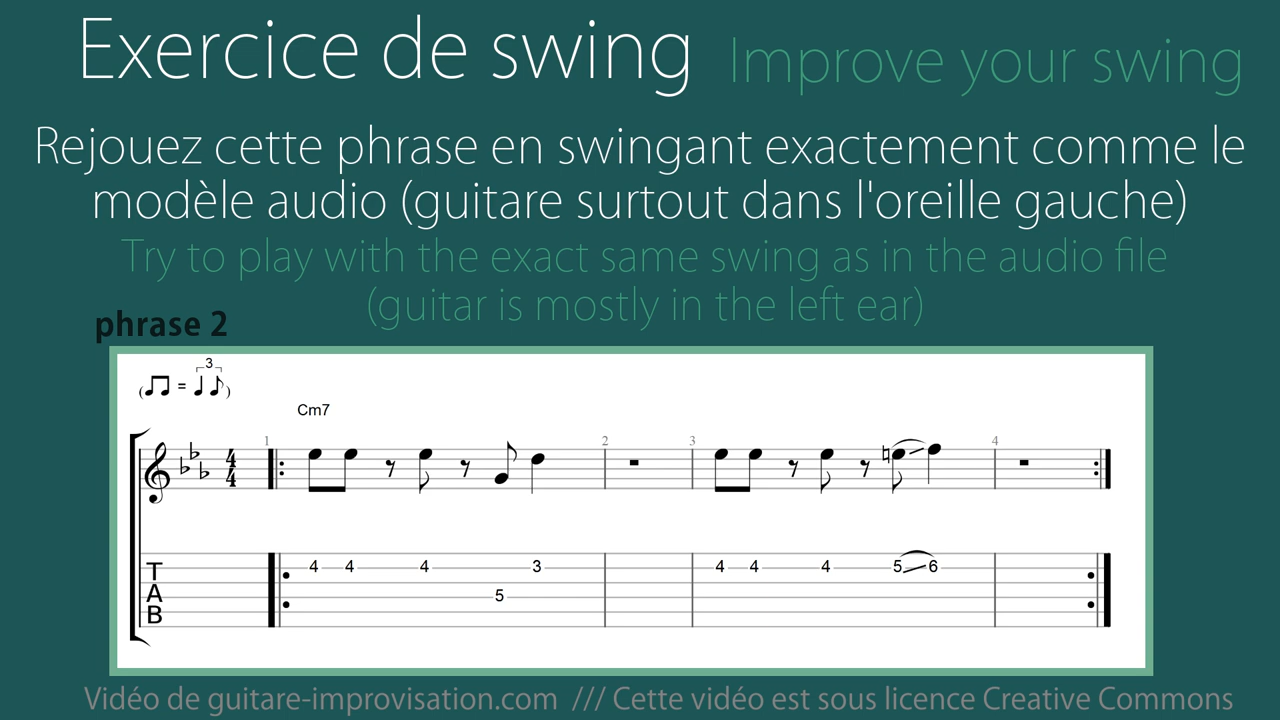 Exercice de swing Improve your swing
Rejouez cette phrase en swingant exactement comme le
modèle audio (guitare surtout dans l'oreille gauche)
Try to play with the exact same swing as in the audio file
(guitar is mostly in the left ear)
phrase 2
3
( = )
Cm7
1 2 3 4
4
4
4 4 4 3 4 4 4 5 6
5
T
A
B
Vidéo de guitare-improvisation.com /// Cette vidéo est sous licence Creative Commons